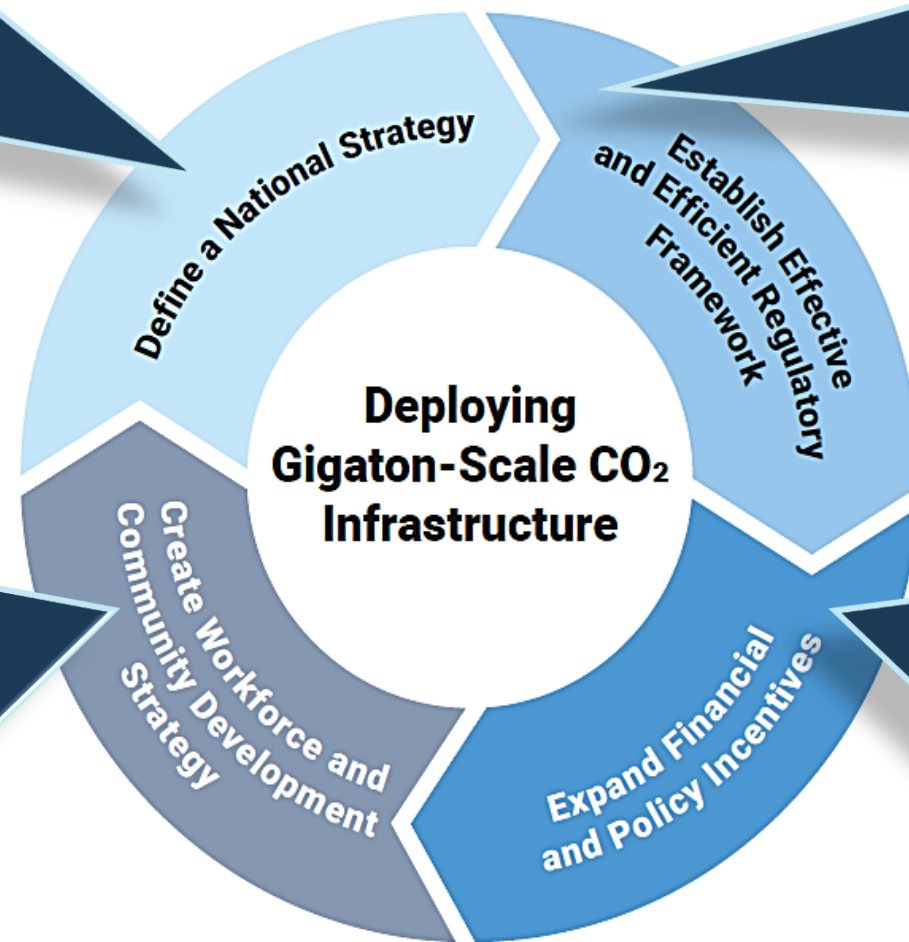 Define a National Strategy
Establish Effective
and Efficient Regulatory
Framework
Deploying
Gigaton-Scale CO₂
Infrastructure
Create Workforce and
Community Development
Strategy
Expand Financial
and Policy Incentives